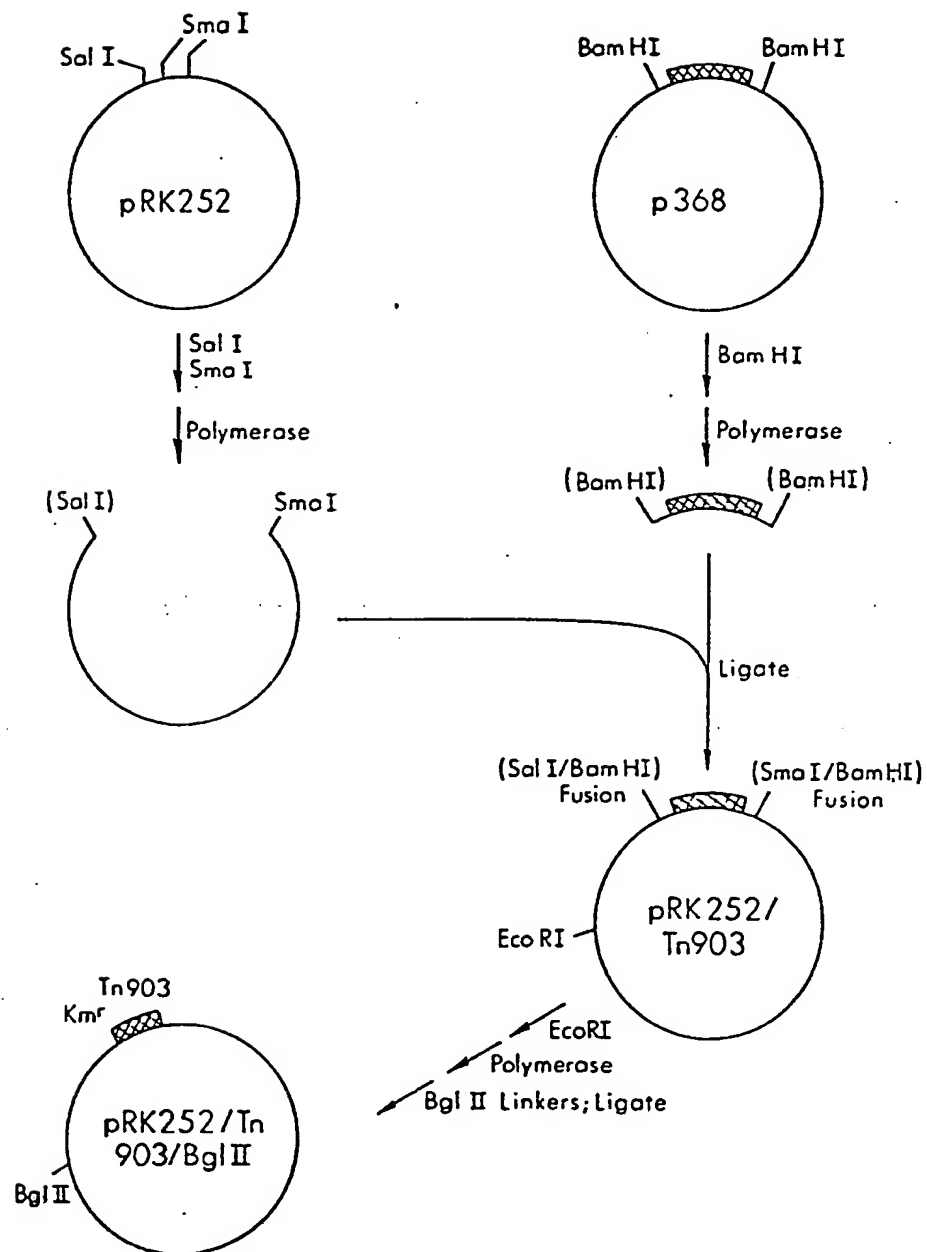 Sma I
Sal I
pRK252
Bam HI
Bam HI
p368
Sal I
Sma I
Polymerase
Bam HI
Polymerase
(Sal I)
Sma I
(Bam HI)
(Bam HI)
Ligate
(Sal I/Bam HI)
Fusion
(Sma I/Bam HI)
Fusion
pRK252/
Tn903
Eco RI
EcoRI
Polymerase
Bgl II Linkers; Ligate
Tn903
Kmr
pRK252/Tn
903/Bgl II
Bgl II